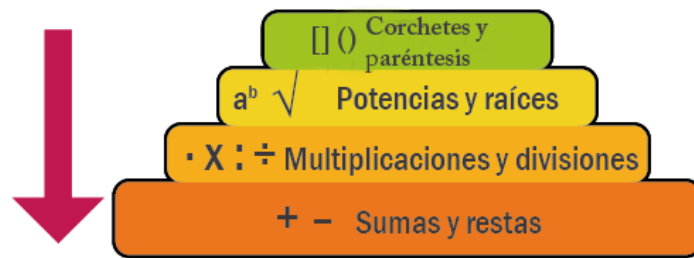 [] () Corchetes y
paréntesis
aᵇ √ Potencias y raíces
· X : ÷ Multiplicaciones y divisiones
+ − Sumas y restas